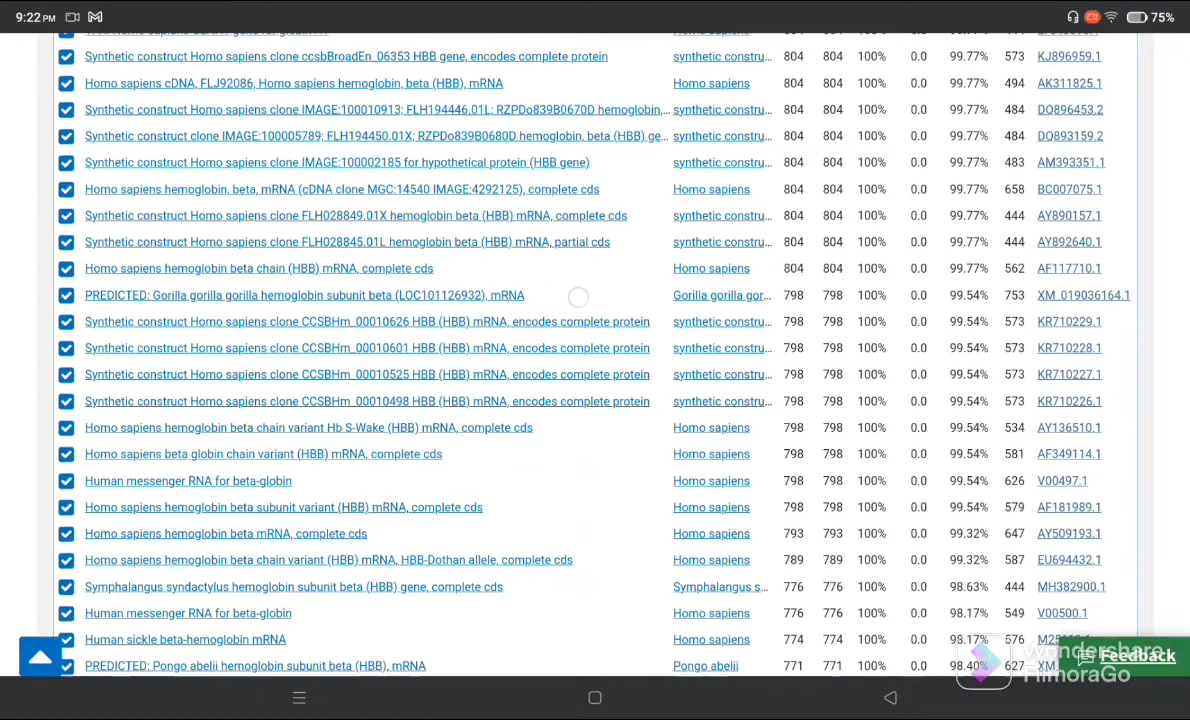 9:22 PM 75%
Synthetic construct Homo sapiens clone ccsbBroadEn_06353 HBB gene, encodes complete protein synthetic constru... 804 804 100% 0.0 99.77% 573 KJ896959.1
Homo sapiens cDNA, FLJ92086, Homo sapiens hemoglobin, beta (HBB), mRNA Homo sapiens 804 804 100% 0.0 99.77% 494 AK311825.1
Synthetic construct Homo sapiens clone IMAGE:100010913; FLH194446.01L; RZPDo839B0670D hemoglobin,... synthetic constru... 804 804 100% 0.0 99.77% 484 DQ896453.2
Synthetic construct clone IMAGE:100005789; FLH194450.01X; RZPDo839B0680D hemoglobin, beta (HBB) ge... synthetic constru... 804 804 100% 0.0 99.77% 484 DQ893159.2
Synthetic construct Homo sapiens clone IMAGE:100002185 for hypothetical protein (HBB gene) synthetic constru... 804 804 100% 0.0 99.77% 483 AM393351.1
Homo sapiens hemoglobin, beta, mRNA (cDNA clone MGC:14540 IMAGE:4292125), complete cds Homo sapiens 804 804 100% 0.0 99.77% 658 BC007075.1
Synthetic construct Homo sapiens clone FLH028849.01X hemoglobin beta (HBB) mRNA, complete cds synthetic constru... 804 804 100% 0.0 99.77% 444 AY890157.1
Synthetic construct Homo sapiens clone FLH028845.01L hemoglobin beta (HBB) mRNA, partial cds synthetic constru... 804 804 100% 0.0 99.77% 444 AY892640.1
Homo sapiens hemoglobin beta chain (HBB) mRNA, complete cds Homo sapiens 804 804 100% 0.0 99.77% 562 AF117710.1
PREDICTED: Gorilla gorilla gorilla hemoglobin subunit beta (LOC101126932), mRNA Gorilla gorilla gor... 798 798 100% 0.0 99.54% 753 XM_019036164.1
Synthetic construct Homo sapiens clone CCSBHm_00010626 HBB (HBB) mRNA, encodes complete protein synthetic constru... 798 798 100% 0.0 99.54% 573 KR710229.1
Synthetic construct Homo sapiens clone CCSBHm_00010601 HBB (HBB) mRNA, encodes complete protein synthetic constru... 798 798 100% 0.0 99.54% 573 KR710228.1
Synthetic construct Homo sapiens clone CCSBHm_00010525 HBB (HBB) mRNA, encodes complete protein synthetic constru... 798 798 100% 0.0 99.54% 573 KR710227.1
Synthetic construct Homo sapiens clone CCSBHm_00010498 HBB (HBB) mRNA, encodes complete protein synthetic constru... 798 798 100% 0.0 99.54% 573 KR710226.1
Homo sapiens hemoglobin beta chain variant Hb S-Wake (HBB) mRNA, complete cds Homo sapiens 798 798 100% 0.0 99.54% 534 AY136510.1
Homo sapiens beta globin chain variant (HBB) mRNA, complete cds Homo sapiens 798 798 100% 0.0 99.54% 581 AF349114.1
Human messenger RNA for beta-globin Homo sapiens 798 798 100% 0.0 99.54% 626 V00497.1
Homo sapiens hemoglobin beta subunit variant (HBB) mRNA, complete cds Homo sapiens 798 798 100% 0.0 99.54% 579 AF181989.1
Homo sapiens hemoglobin beta mRNA, complete cds Homo sapiens 793 793 100% 0.0 99.32% 647 AY509193.1
Homo sapiens hemoglobin beta chain variant (HBB) mRNA, HBB-Dothan allele, complete cds Homo sapiens 789 789 100% 0.0 99.32% 587 EU694432.1
Symphalangus syndactylus hemoglobin subunit beta (HBB) gene, complete cds Symphalangus s... 776 776 100% 0.0 98.63% 444 MH382900.1
Human messenger RNA for beta-globin Homo sapiens 776 776 100% 0.0 98.17% 549 V00500.1
Human sickle beta-hemoglobin mRNA Homo sapiens 774 774 100% 0.0 98.17% 576
PREDICTED: Pongo abelii hemoglobin subunit beta (HBB), mRNA Pongo abelii 771 771 100% 0.0 98.40% 627 XM
Feedback
wondershare
FilmoraGo